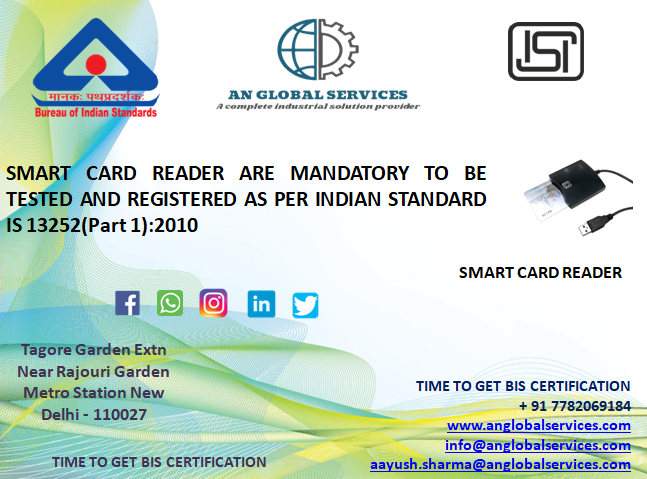 मानकः पथप्रदर्शकः
Bureau of Indian Standards
AN GLOBAL SERVICES
A complete industrial solution provider
ISI
SMART CARD READER ARE MANDATORY TO BE
TESTED AND REGISTERED AS PER INDIAN STANDARD
IS 13252(Part 1):2010
SMART CARD READER
Tagore Garden Extn
Near Rajouri Garden
Metro Station New
Delhi - 110027
TIME TO GET BIS CERTIFICATION
TIME TO GET BIS CERTIFICATION
+ 91 7782069184
www.anglobalservices.com
info@anglobalservices.com
aayush.sharma@anglobalservices.com